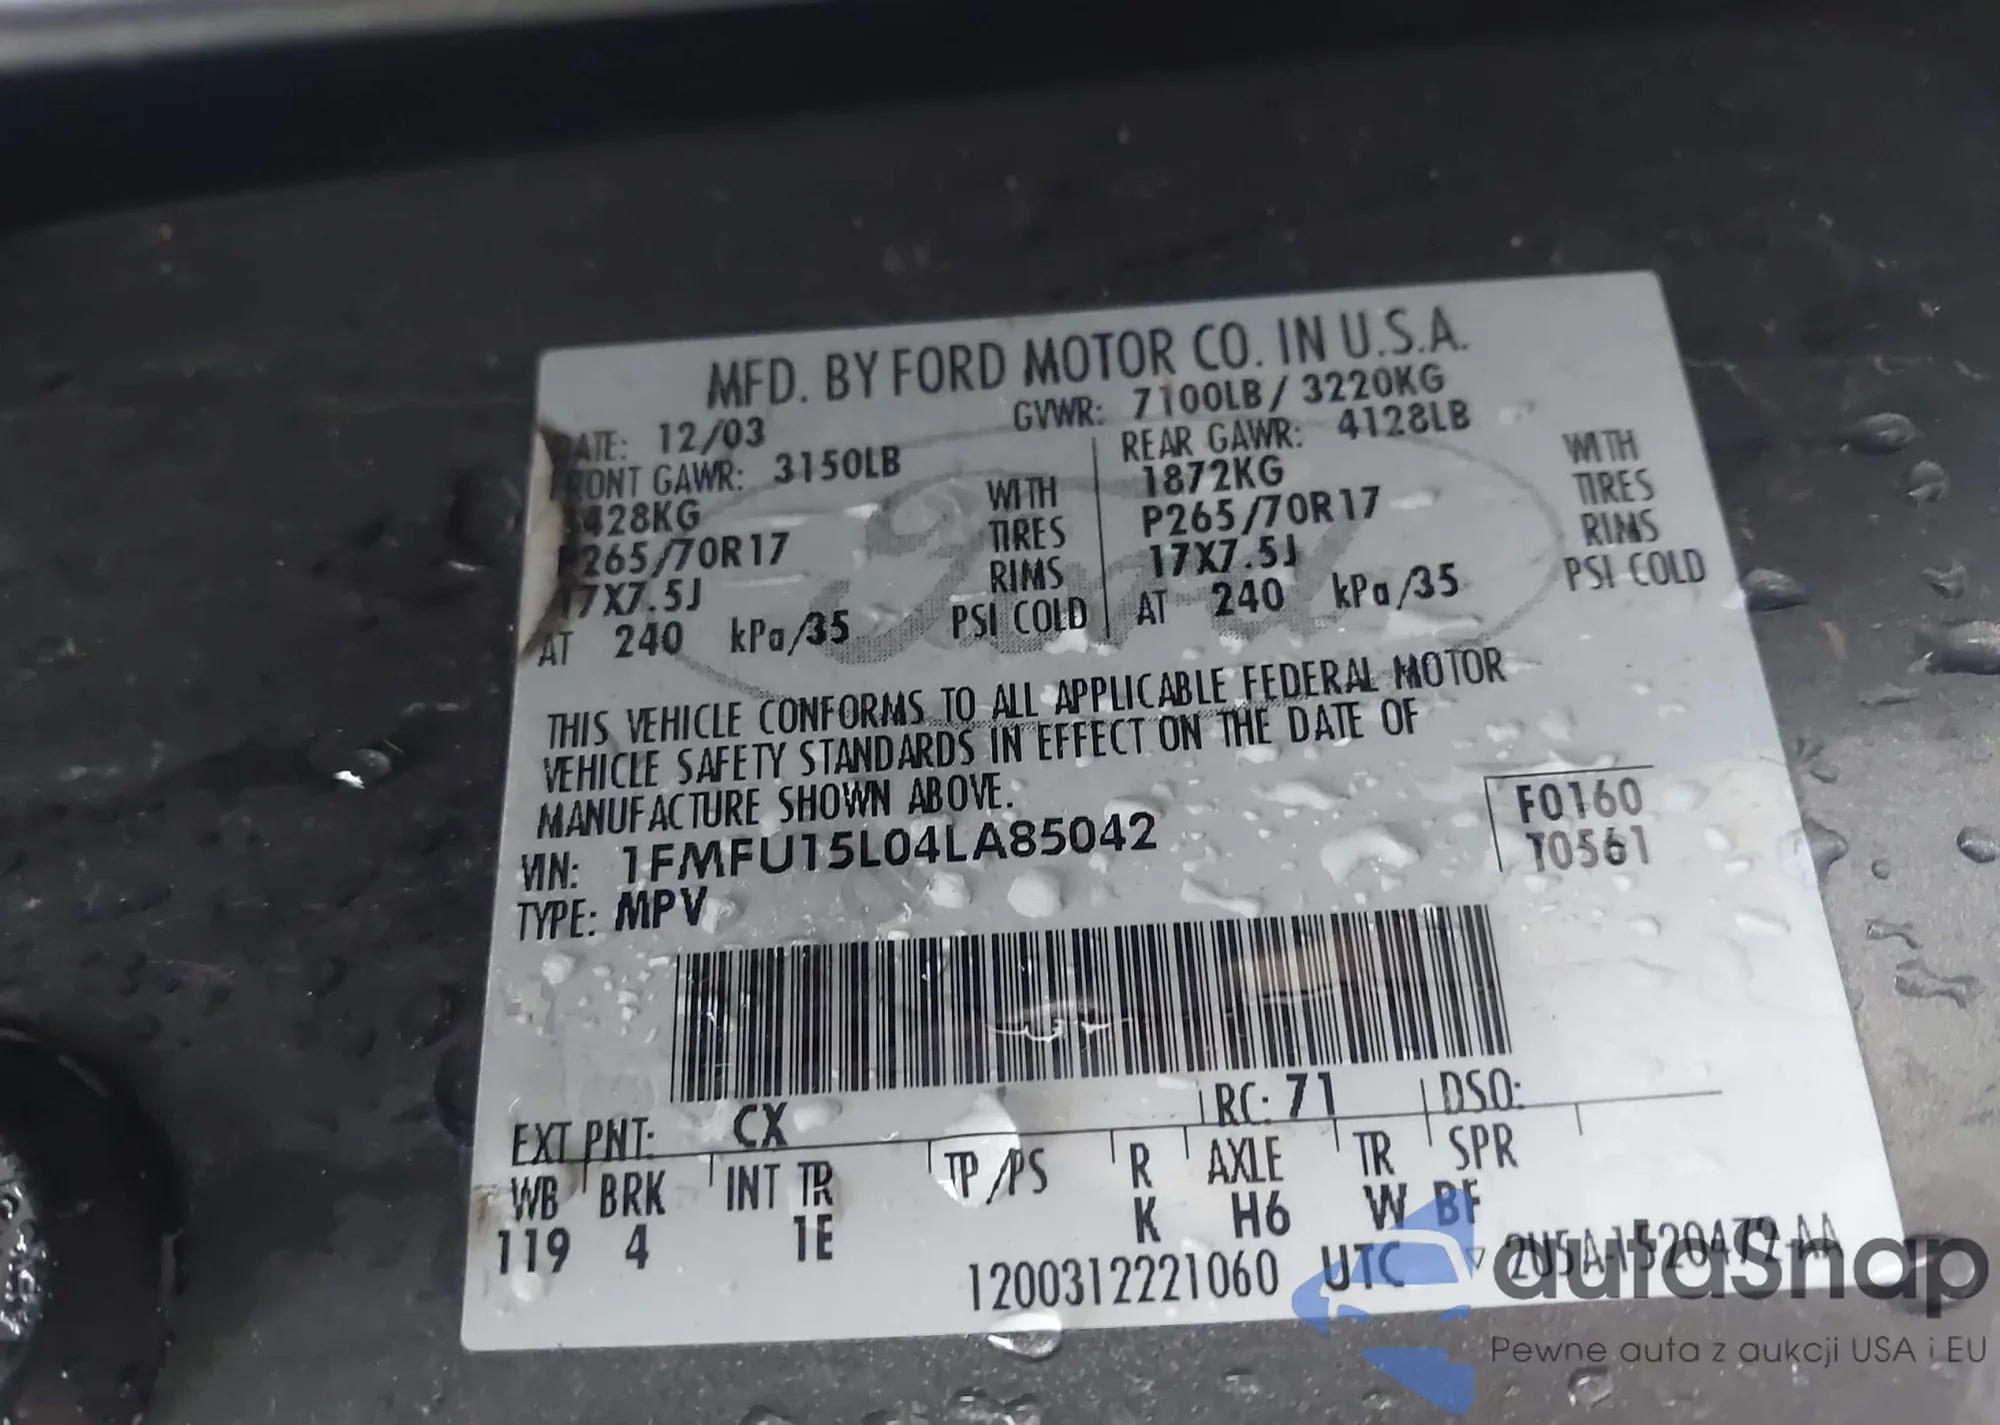 MFD. BY FORD MOTOR CO. IN U.S.A.
DATE: 12/03 GVWR: 7100LB / 3220KG
FRONT GAWR: 3150LB REAR GAWR: 4128LB
1428KG WITH 1872KG WITH
P265/70R17 TIRES P265/70R17 TIRES
17X7.5J RIMS 17X7.5J RIMS
AT 240 kPa/35 PSI COLD AT 240 kPa/35 PSI COLD
THIS VEHICLE CONFORMS TO ALL APPLICABLE FEDERAL MOTOR
VEHICLE SAFETY STANDARDS IN EFFECT ON THE DATE OF
MANUFACTURE SHOWN ABOVE.
VIN: 1FMFU15L04LA85042 F0160
TYPE: MPV T0561
EXT PNT: CX RC: 71 DSO:
WB BRK INT TR TP/PS R AXLE TR SPR
119 4 1E K H6 W BF
1200312221060 UTC ▽ 2U5A-1520472-AA
autoSnap
Pewne auta z aukcji USA i EU